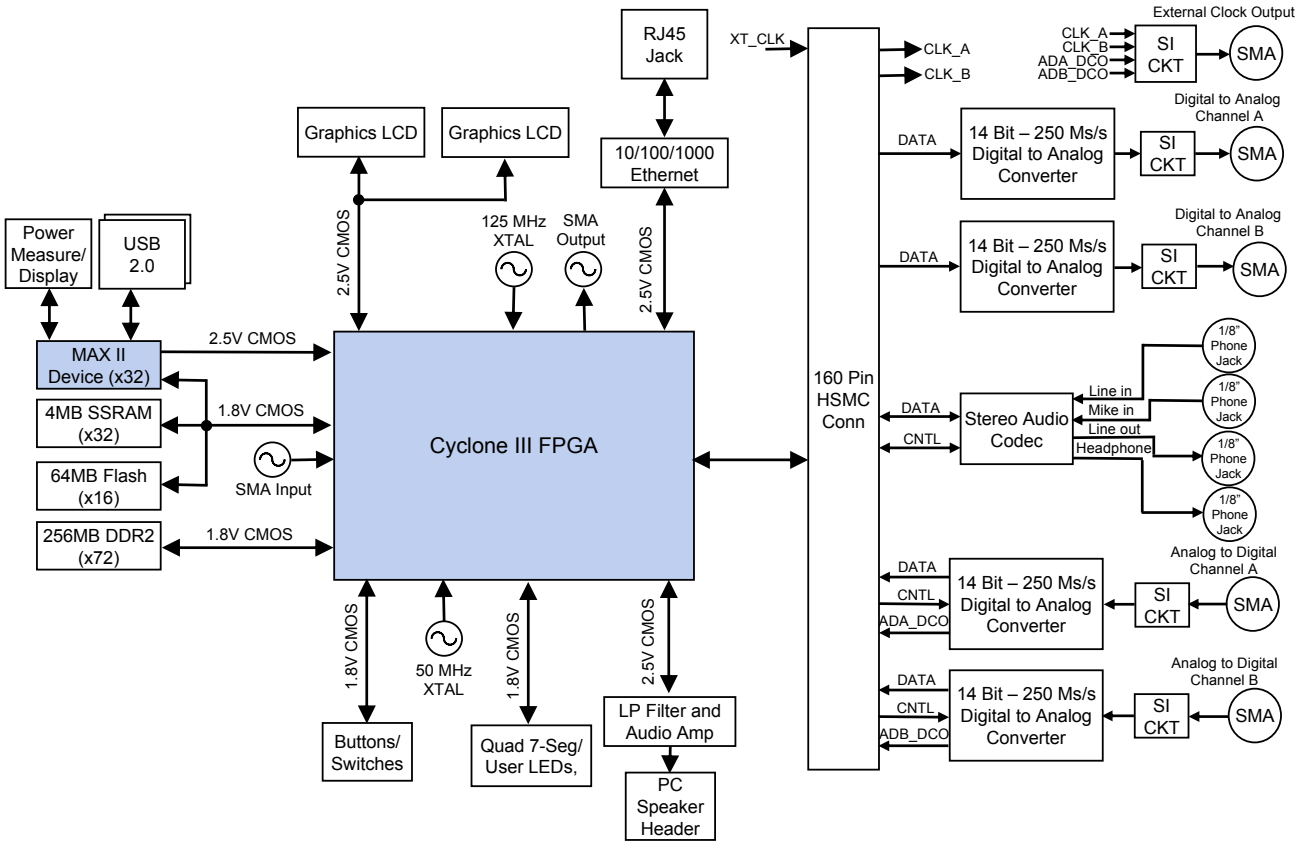 RJ45
Jack
10/100/1000
Ethernet
2.5V CMOS
Graphics LCD
Graphics LCD
2.5V CMOS
125 MHz
XTAL
SMA
Output
Power
Measure/
Display
USB
2.0
MAX II
Device (x32)
2.5V CMOS
4MB SSRAM
(x32)
1.8V CMOS
64MB Flash
(x16)
SMA Input
256MB DDR2
(x72)
1.8V CMOS
Cyclone III FPGA
1.8V CMOS
Buttons/
Switches
50 MHz
XTAL
1.8V CMOS
Quad 7-Seg/
User LEDs,
2.5V CMOS
LP Filter and
Audio Amp
PC
Speaker
Header
XT_CLK
160 Pin
HSMC
Conn
CLK_A
CLK_B
External Clock Output
CLK_A
CLK_B
ADA_DCO
ADB_DCO
SI
CKT
SMA
Digital to Analog
Channel A
DATA
14 Bit – 250 Ms/s
Digital to Analog
Converter
SI
CKT
SMA
Digital to Analog
Channel B
DATA
14 Bit – 250 Ms/s
Digital to Analog
Converter
SI
CKT
SMA
DATA
CNTL
Stereo Audio
Codec
Line in
Mike in
Line out
Headphone
1/8”
Phone
Jack
1/8”
Phone
Jack
1/8”
Phone
Jack
1/8”
Phone
Jack
Analog to Digital
Channel A
DATA
CNTL
ADA_DCO
14 Bit – 250 Ms/s
Digital to Analog
Converter
SI
CKT
SMA
Analog to Digital
Channel B
DATA
CNTL
ADB_DCO
14 Bit – 250 Ms/s
Digital to Analog
Converter
SI
CKT
SMA